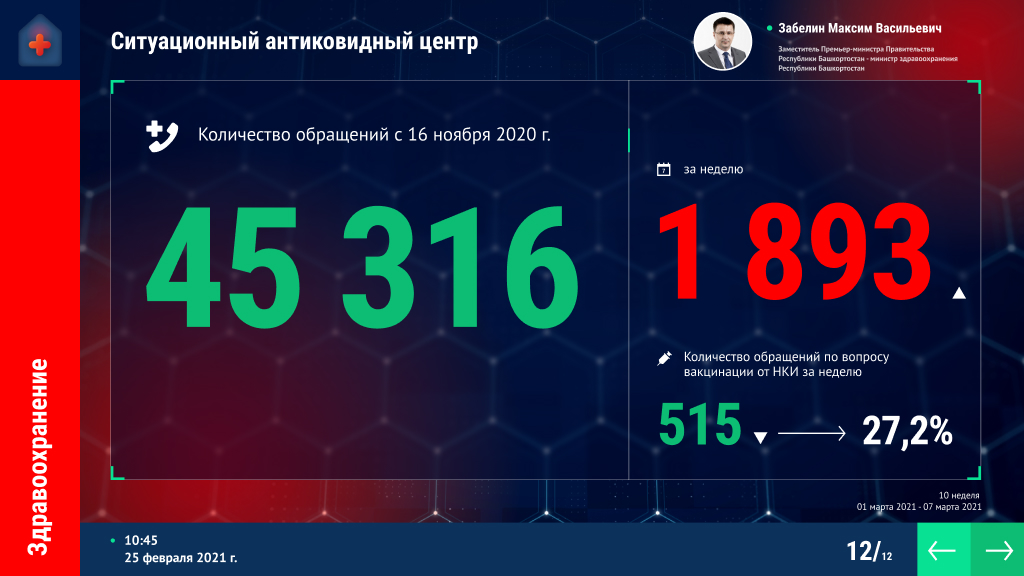 Ситуационный антиковидный центр
Забелин Максим Васильевич
Заместитель Премьер-министра Правительства
Республики Башкортостан - министр здравоохранения
Республики Башкортостан
Количество обращений с 16 ноября 2020 г.
45 316
7
за неделю
1 893
Количество обращений по вопросу
вакцинации от НКИ за неделю
515
27,2%
Здравоохранение
10 неделя
01 марта 2021 - 07 марта 2021
10:45
25 февраля 2021 г.
12/12